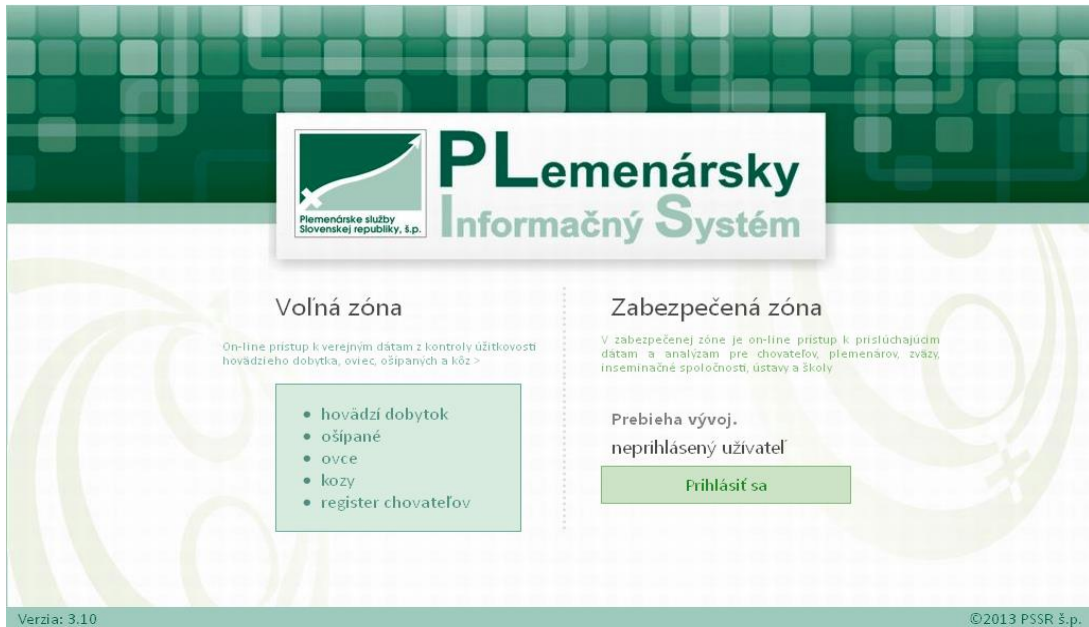 Plemenárske služby
Slovenskej republiky, š.p.
PLemenársky
Informačný Systém
Voľná zóna
On-line prístup k verejným dátam z kontroly úžitkovosti
hovädzieho dobytka, oviec, ošípaných a kôz >
hovädzí dobytok
ošípané
ovce
kozy
register chovateľov
Zabezpečená zóna
V zabezpečenej zóne je on-line prístup k prislúchajúcim
dátam a analýzam pre chovateľov, plemenárov, zväzy,
inseminačné spoločnosti, ústavy a školy
Prebieha vývoj.
neprihlásený užívateľ
Prihlásiť sa
Verzia: 3.10
©2013 PSSR š.p.